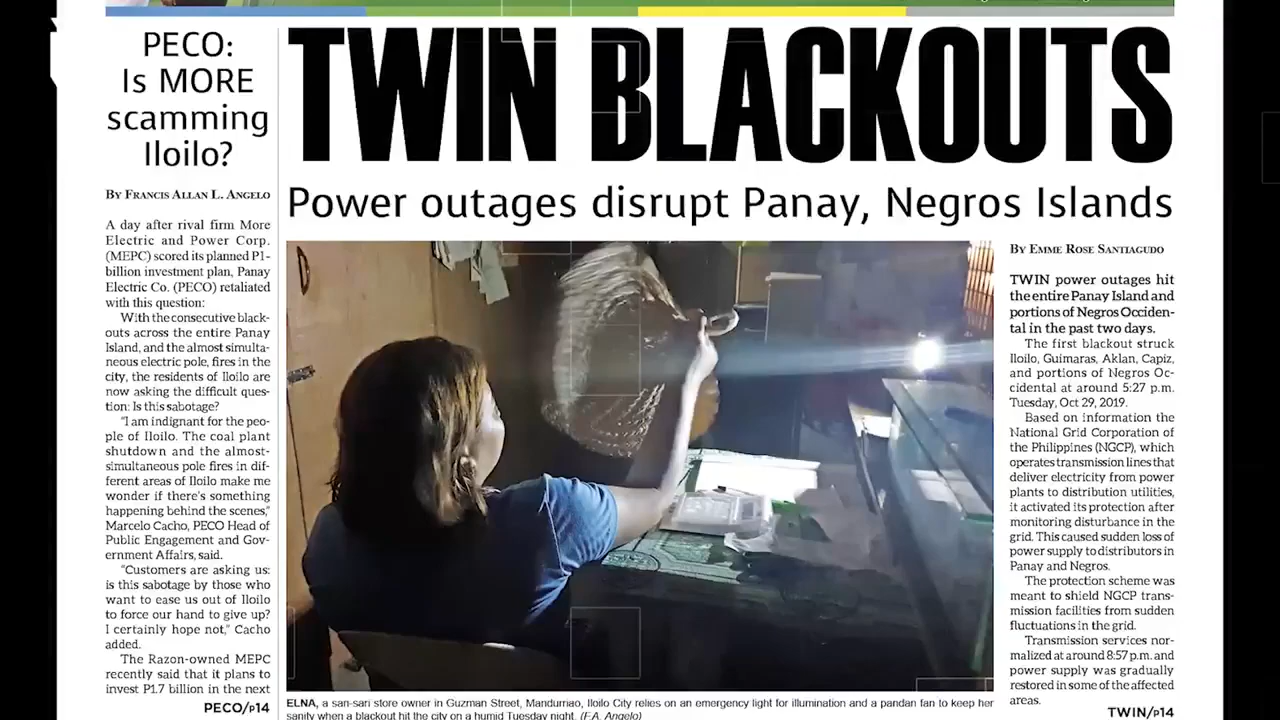 PECO:
Is MORE
scamming
Iloilo?
BY FRANCIS ALLAN L. ANGELO
A day after rival firm More
Electric and Power Corp.
(MEPC) scored its planned P1-
billion investment plan, Panay
Electric Co. (PECO) retaliated
with this question:
With the consecutive black-
outs across the entire Panay
Island, and the almost simulta-
neous electric pole, fires in the
city, the residents of Iloilo are
now asking the difficult ques-
tion: Is this sabotage?
"I am indignant for the peo-
ple of Iloilo. The coal plant
shutdown and the almost-
simultaneous pole fires in dif-
ferent areas of Iloilo make me
wonder if there's something
happening behind the scenes,"
Marcelo Cacho, PECO Head of
Public Engagement and Gov-
ernment Affairs, said.
"Customers are asking us:
is this sabotage by those who
want to ease us out of Iloilo
to force our hand to give up?
I certainly hope not," Cacho
added.
The Razon-owned MEPC
recently said that it plans to
invest P1.7 billion in the next
PECO/p14
TWIN BLACKOUTS
Power outages disrupt Panay, Negros Islands
ELNA, a san-sari store owner in Guzman Street, Mandurriao, Iloilo City relies on an emergency light for illumination and a pandan fan to keep her
sanity when a blackout hit the city on a humid Tuesday night. (F.A. Angelo)
BY EMME ROSE SANTIAGUDO
TWIN power outages hit
the entire Panay Island and
portions of Negros Occiden-
tal in the past two days.
The first blackout struck
Iloilo, Guimaras, Aklan, Capiz,
and portions of Negros Oc-
cidental at around 5:27 p.m.
Tuesday, Oct 29, 2019.
Based on information the
National Grid Corporation of
the Philippines (NGCP), which
operates transmission lines that
deliver electricity from power
plants to distribution utilities,
it activated its protection after
monitoring disturbance in the
grid. This caused sudden loss of
power supply to distributors in
Panay and Negros.
The protection scheme was
meant to shield NGCP trans-
mission facilities from sudden
fluctuations in the grid.
Transmission services nor-
malized at around 8:57 p.m. and
power supply was gradually
restored in some of the affected
areas.
TWIN/p14